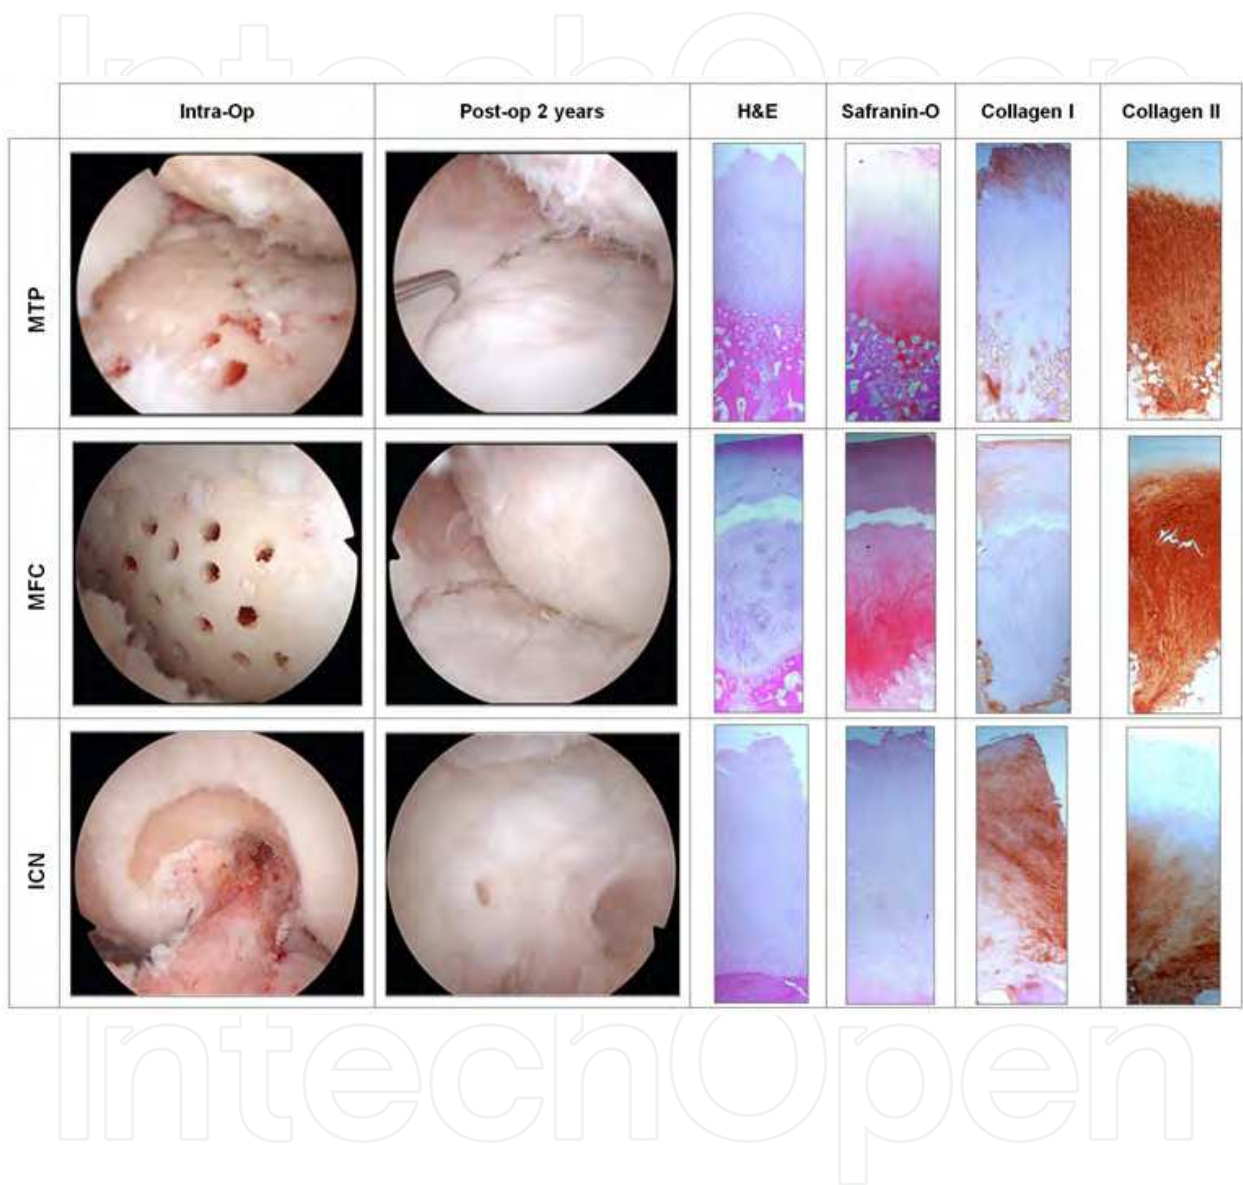 IntechOpen
Intra-Op Post-op 2 years H&E Safranin-O Collagen I Collagen II
MTP
MFC
ICN
IntechOpen